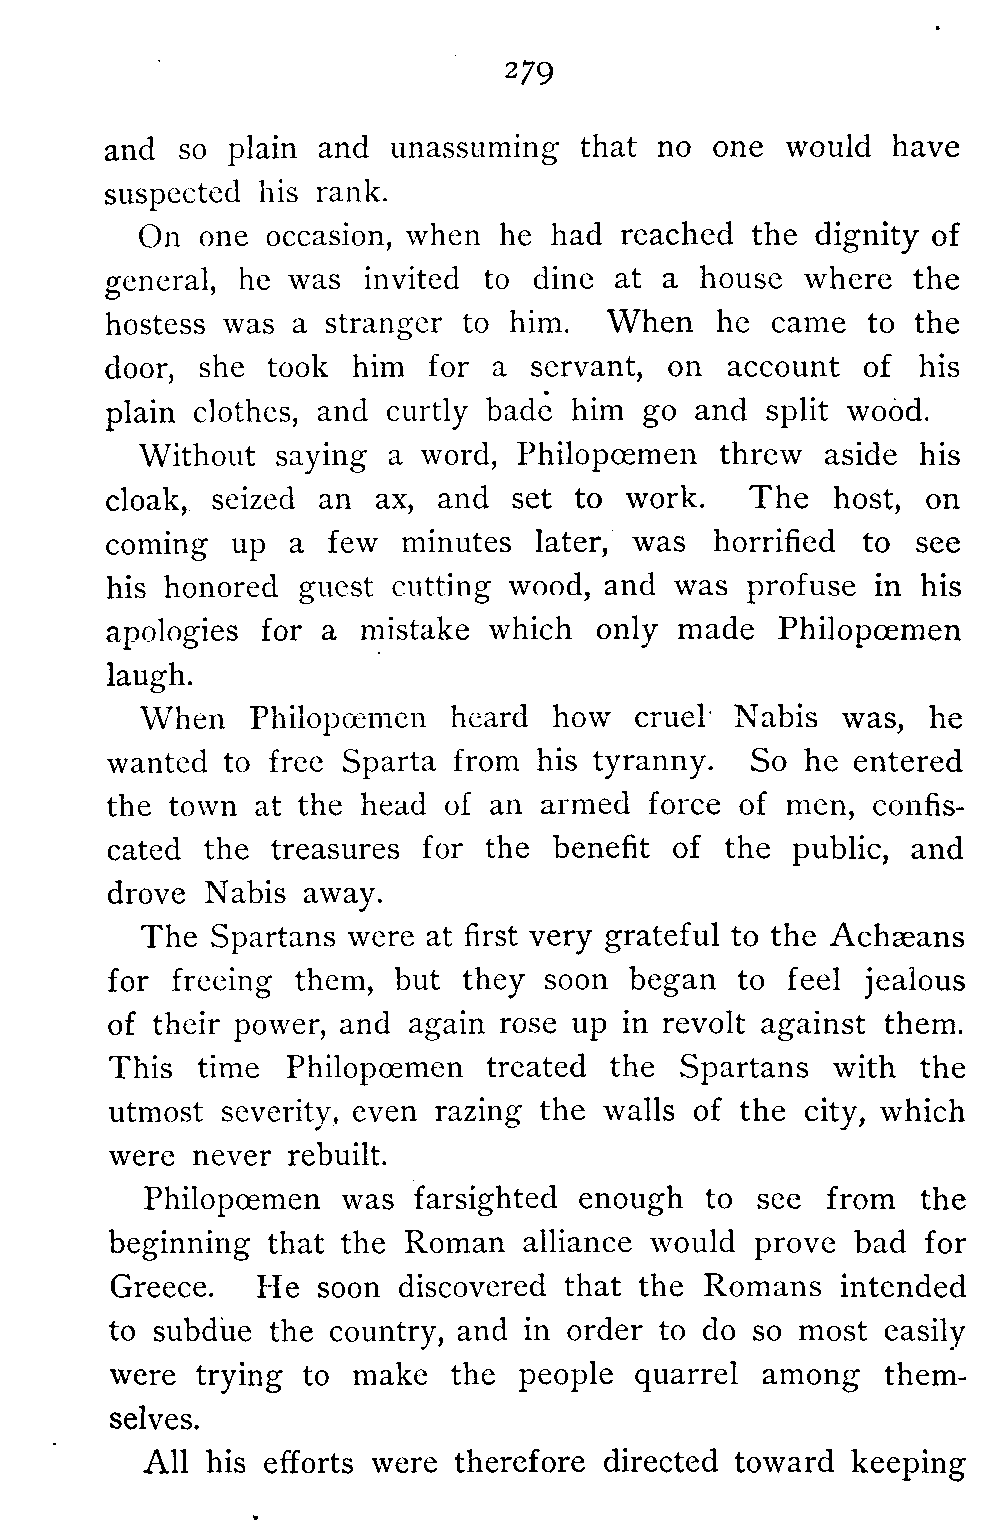 279
and so plain and unassuming that no one would have
suspected his rank.
On one occasion, when he had reached the dignity of
general, he was invited to dine at a house where the
hostess was a stranger to him. When he came to the
door, she took him for a servant, on account of his
plain clothes, and curtly bade him go and split wood.
Without saying a word, Philopœmen threw aside his
cloak, seized an ax, and set to work. The host, on
coming up a few minutes later, was horrified to see
his honored guest cutting wood, and was profuse in his
apologies for a mistake which only made Philopœmen
laugh.
When Philopœmen heard how cruel Nabis was, he
wanted to free Sparta from his tyranny. So he entered
the town at the head of an armed force of men, confis-
cated the treasures for the benefit of the public, and
drove Nabis away.
The Spartans were at first very grateful to the Achæans
for freeing them, but they soon began to feel jealous
of their power, and again rose up in revolt against them.
This time Philopœmen treated the Spartans with the
utmost severity, even razing the walls of the city, which
were never rebuilt.
Philopœmen was farsighted enough to see from the
beginning that the Roman alliance would prove bad for
Greece. He soon discovered that the Romans intended
to subdue the country, and in order to do so most easily
were trying to make the people quarrel among them-
selves.
All his efforts were therefore directed toward keeping